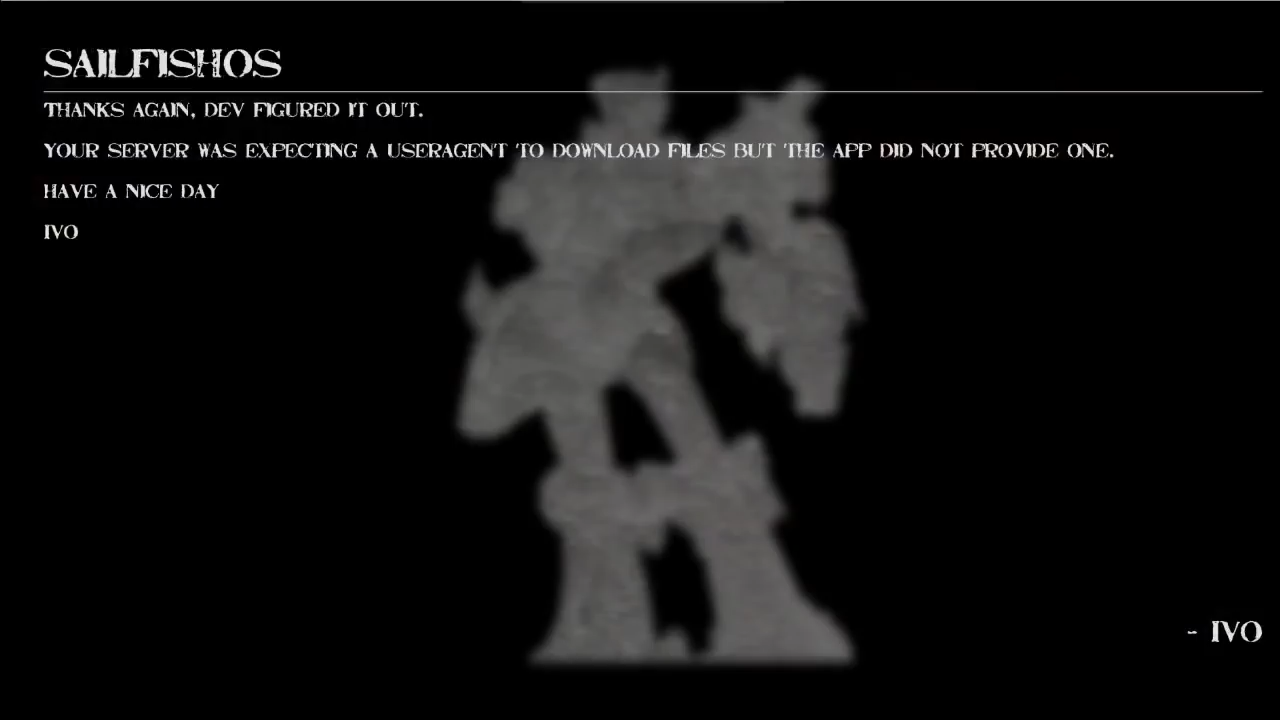 SAILFISHOS
THANKS AGAIN, DEV FIGURED IT OUT.
YOUR SERVER WAS EXPECTING A USERAGENT TO DOWNLOAD FILES BUT THE APP DID NOT PROVIDE ONE.
HAVE A NICE DAY
IVO
- IVO